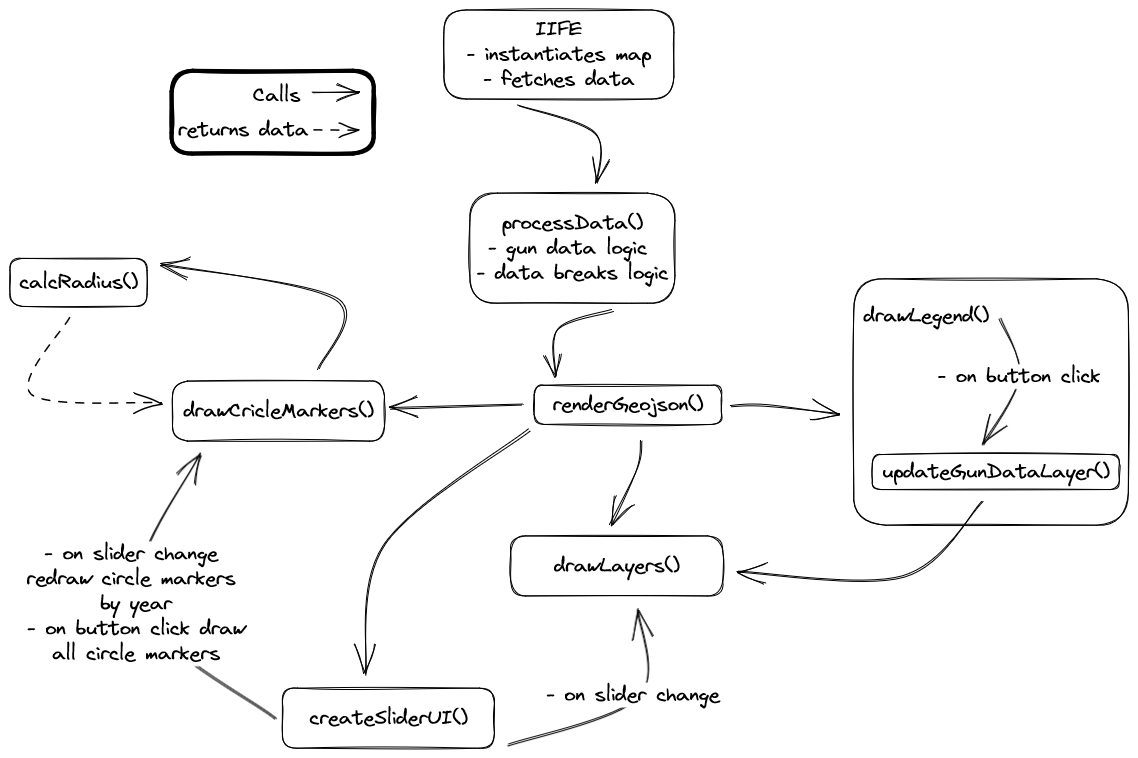 IIFE
- instantiates map
- fetches data
Calls
returns data
processData()
- gun data logic
- data breaks logic
calcRadius()
drawLegend()
- on button click
drawCricleMarkers()
renderGeojson()
updateGunDataLayer()
- on slider change
redraw circle markers
by year
- on button click draw
all circle markers
drawLayers()
- on slider change
createSliderUI()